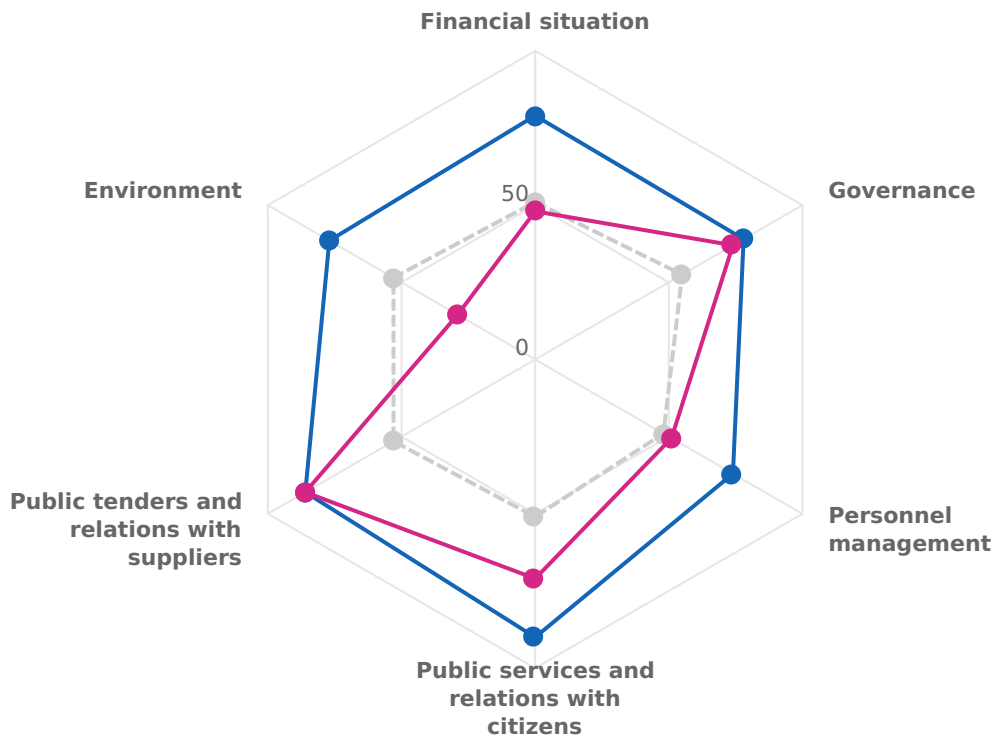 Financial situation
Environment
50
Governance
0
Public tenders and
relations with
suppliers
Personnel
management
Public services and
relations with
citizens